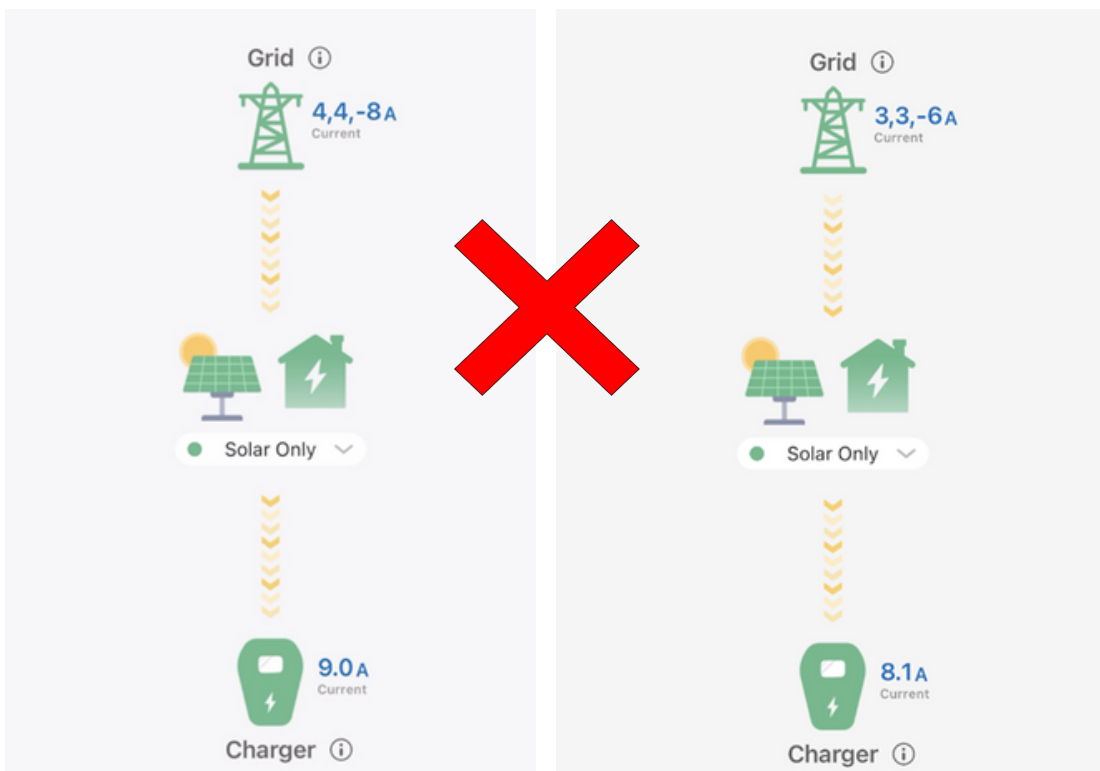 Grid
4,4,-8A
Current
Solar Only
9.0A
Current
Charger
Grid
3,3,-6A
Current
Solar Only
8.1A
Current
Charger